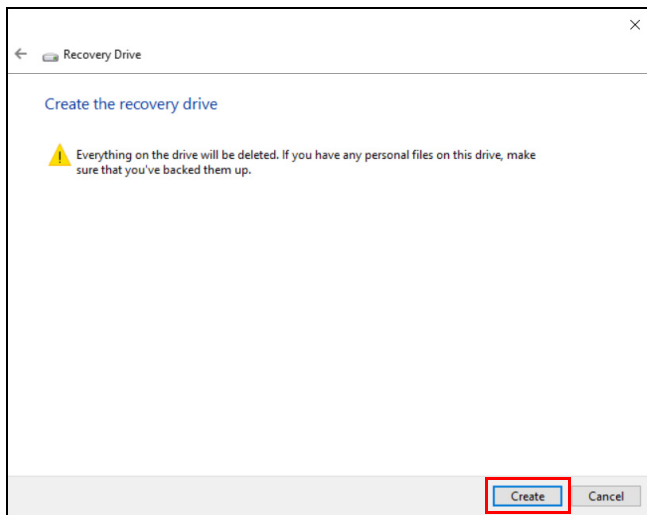 Recovery Drive
Create the recovery drive
Everything on the drive will be deleted. If you have any personal files on this drive, make
sure that you've backed them up.
Create Cancel